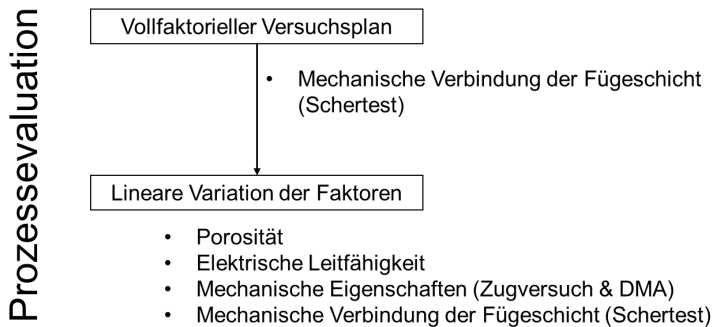 Prozessevaluation
Vollfaktorieller Versuchsplan
• Mechanische Verbindung der Fügeschicht
(Schertest)
Lineare Variation der Faktoren
• Porosität
• Elektrische Leitfähigkeit
• Mechanische Eigenschaften (Zugversuch & DMA)
• Mechanische Verbindung der Fügeschicht (Schertest)